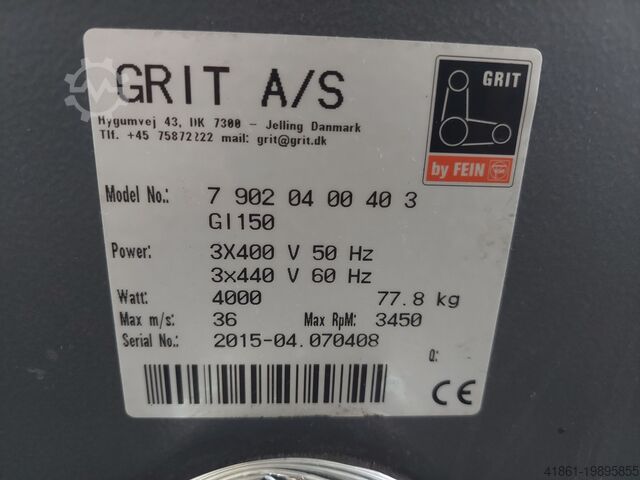 GRIT A/S
Hygumvej 43, DK 7300 - Jelling Danmark
Tlf. +45 75872222 mail: grit@grit.dk
GRIT
by FEIN FEIN
Model No.: 7 902 04 00 40 3
GI150
Power: 3X400 V 50 Hz
3x440 V 60 Hz
Watt: 4000 77.8 kg
Max m/s: 36 Max RpM: 3450
Serial No.: 2015-04.070408
Q:
CE
41861-19895855